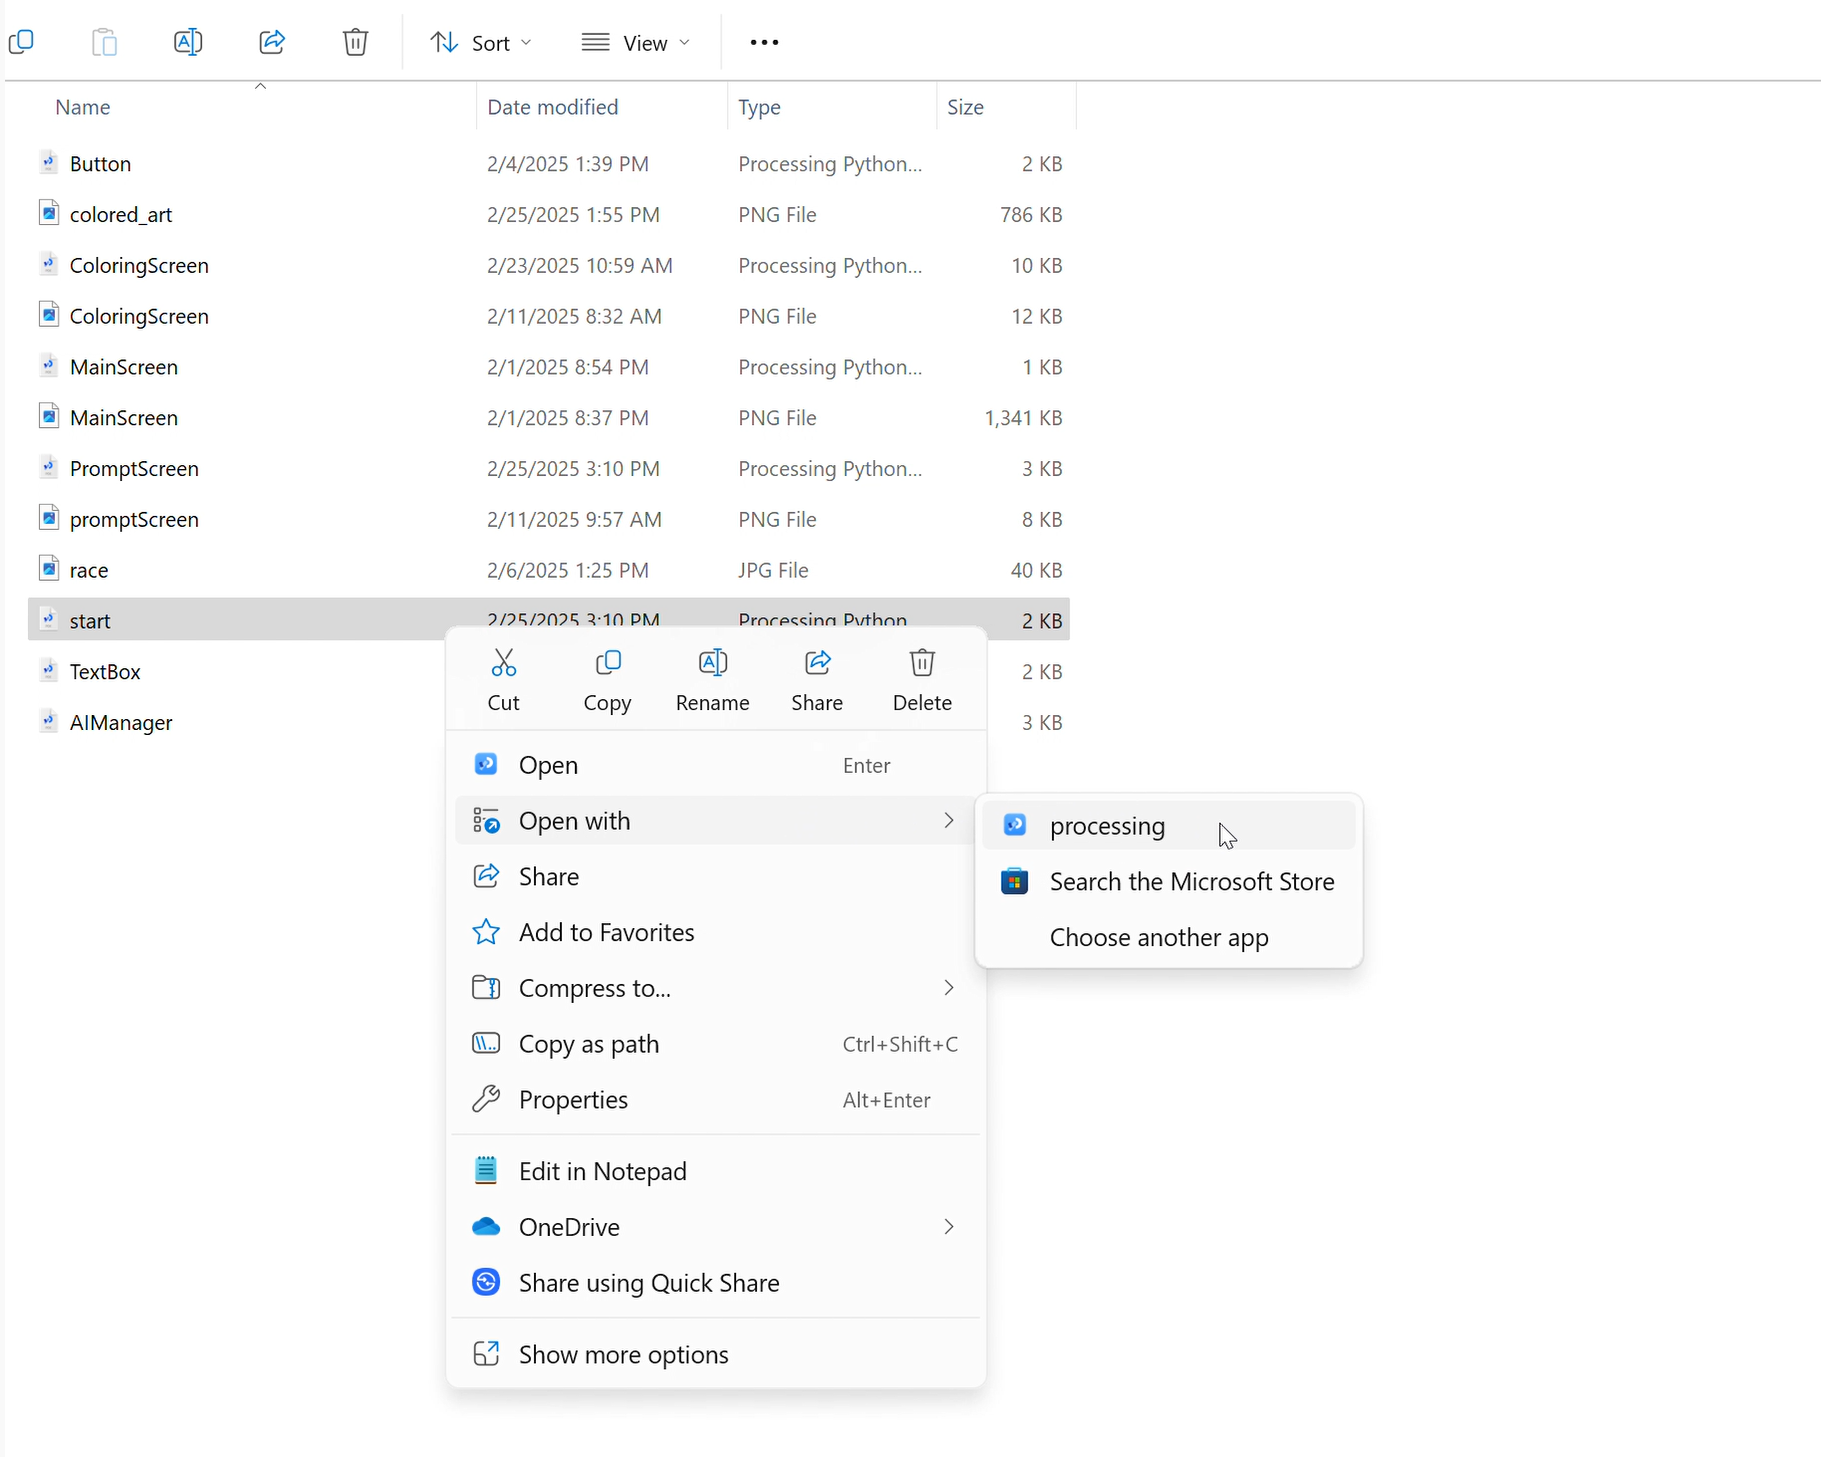 Sort View •••
Name Date modified Type Size
Button 2/4/2025 1:39 PM Processing Python... 2 KB
colored_art 2/25/2025 1:55 PM PNG File 786 KB
ColoringScreen 2/23/2025 10:59 AM Processing Python... 10 KB
ColoringScreen 2/11/2025 8:32 AM PNG File 12 KB
MainScreen 2/1/2025 8:54 PM Processing Python... 1 KB
MainScreen 2/1/2025 8:37 PM PNG File 1,341 KB
PromptScreen 2/25/2025 3:10 PM Processing Python... 3 KB
promptScreen 2/11/2025 9:57 AM PNG File 8 KB
race 2/6/2025 1:25 PM JPG File 40 KB
start 2/25/2025 3:10 PM Processing Python 2 KB
TextBox 2 KB
AIManager 3 KB
Cut Copy Rename Share Delete
Open Enter
Open with
Share
Add to Favorites
Compress to...
Copy as path Ctrl+Shift+C
Properties Alt+Enter
Edit in Notepad
OneDrive
Share using Quick Share
Show more options
processing
Search the Microsoft Store
Choose another app